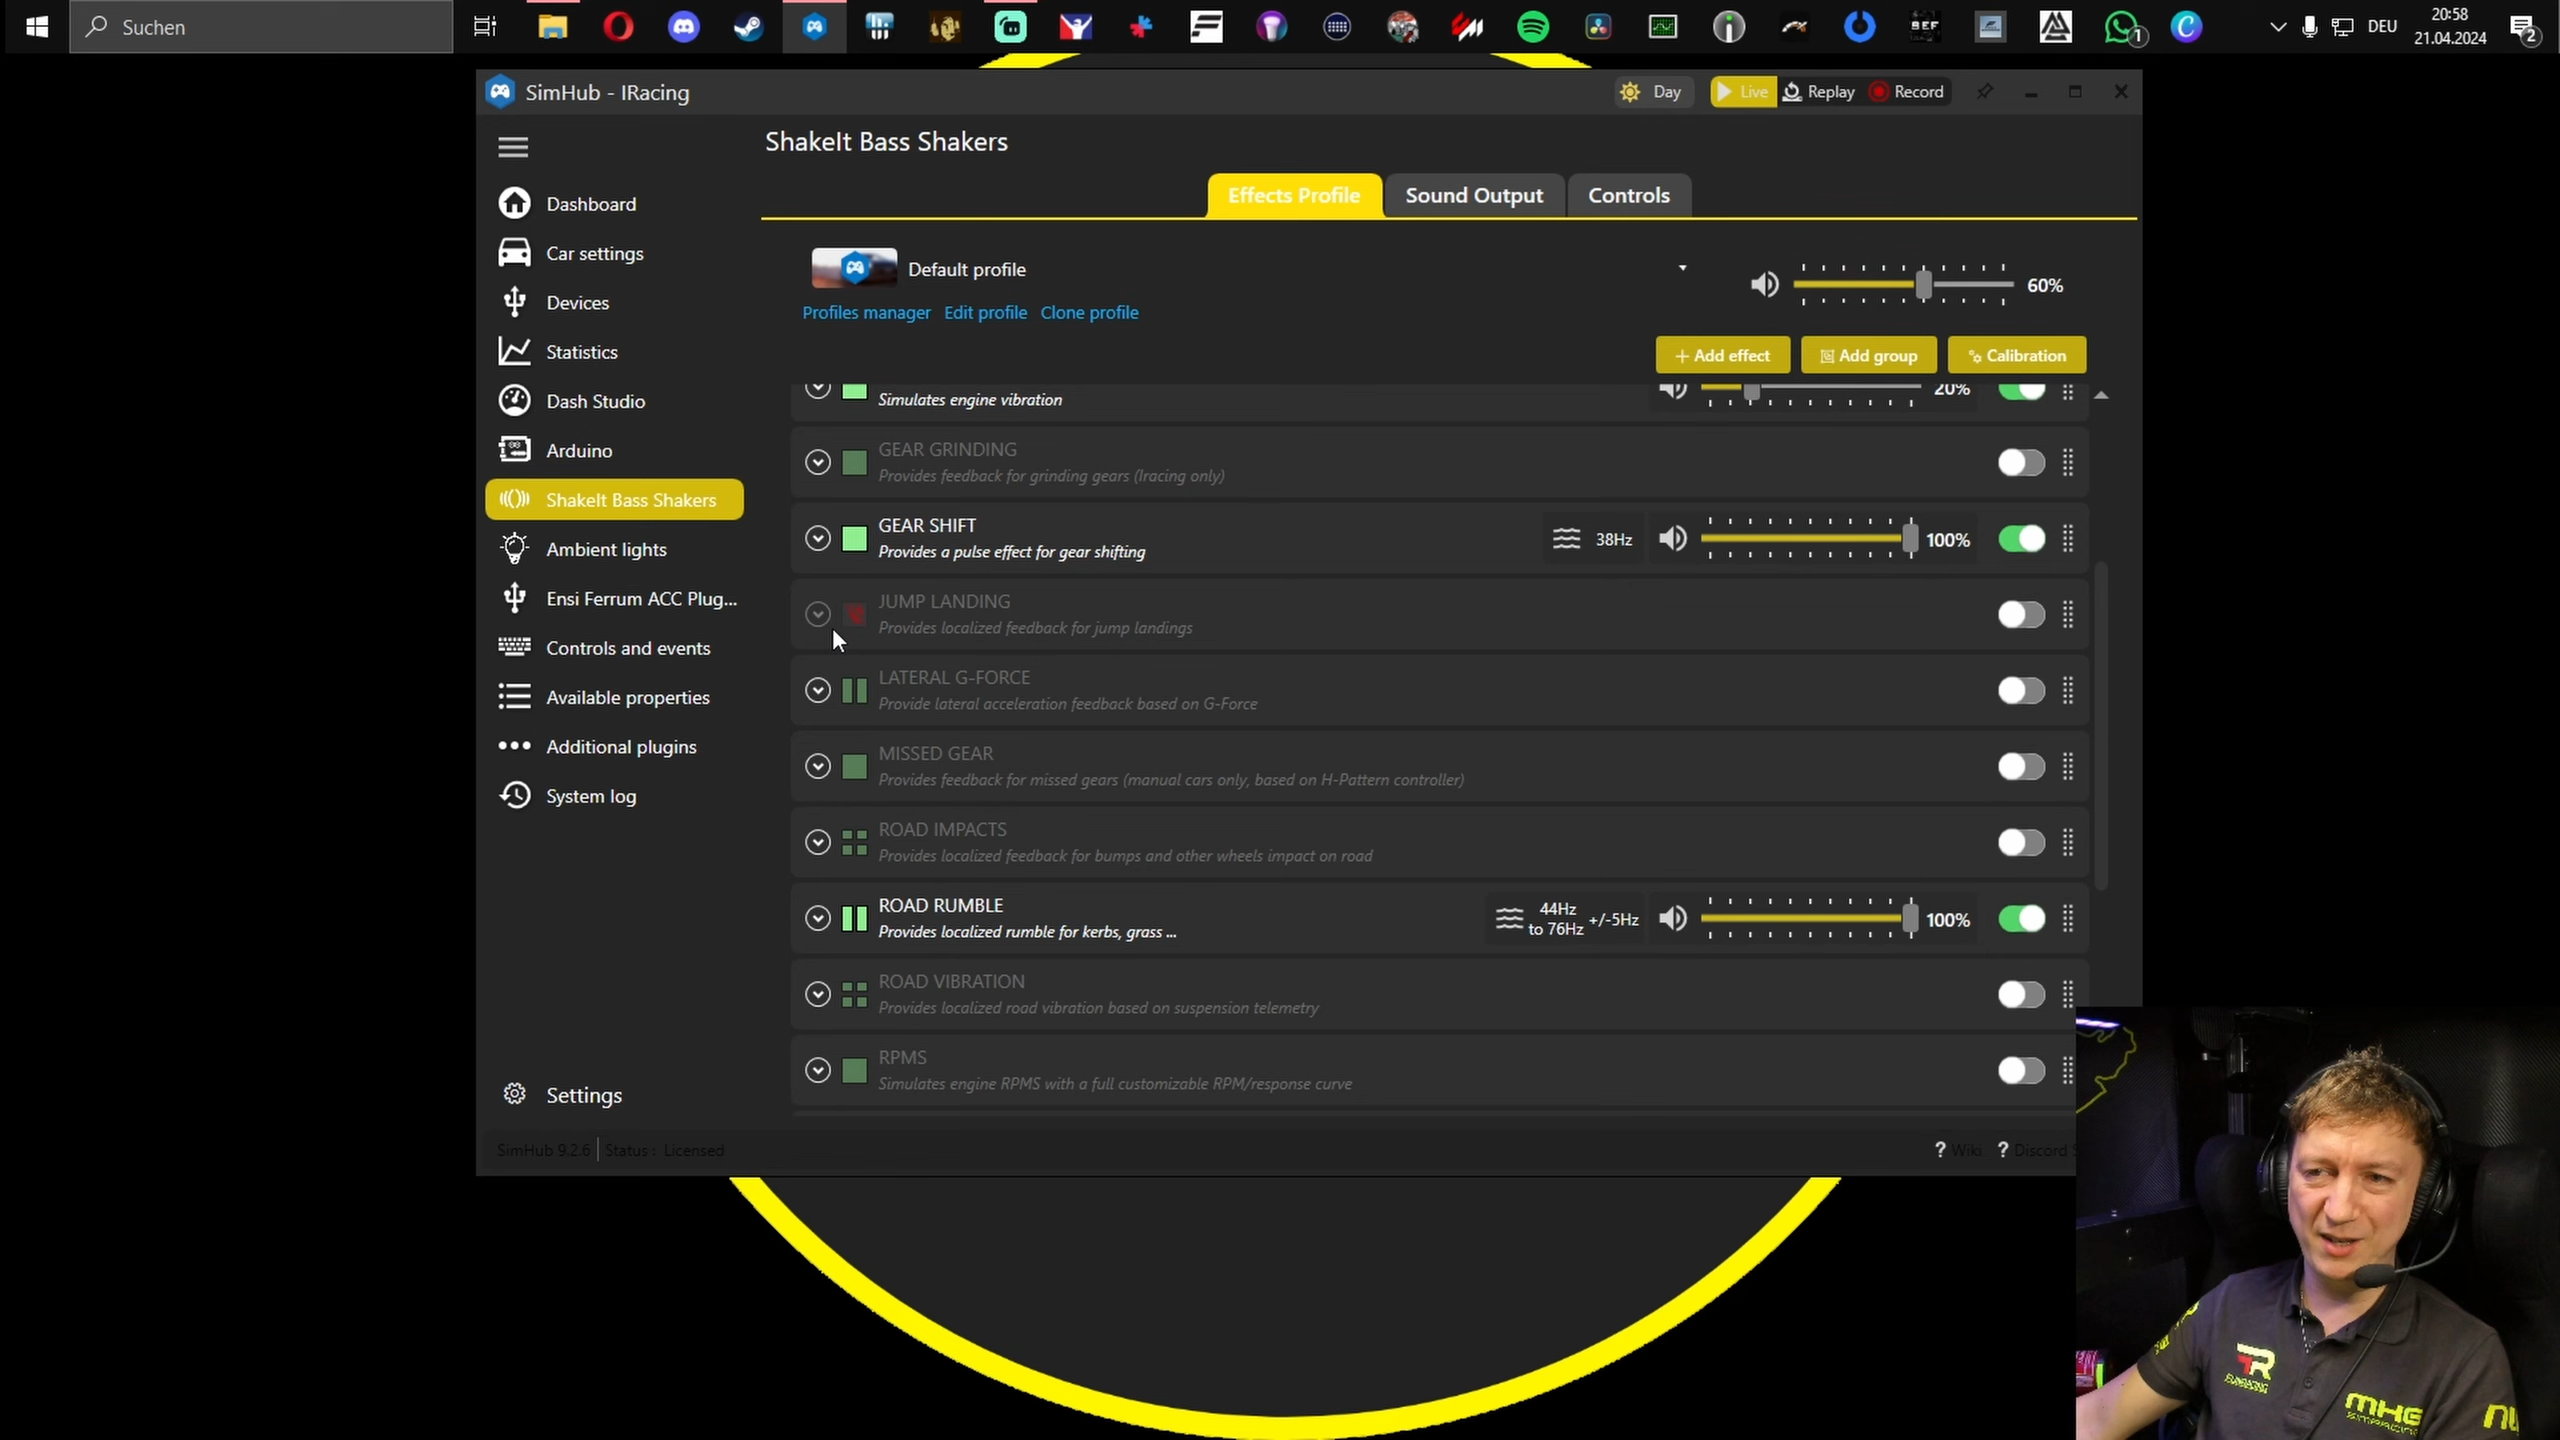 Suchen
DEU
20:58
21.04.2024
2
1
SimHub - IRacing
Day
Live
Replay
Record
ShakeIt Bass Shakers
Effects Profile
Sound Output
Controls
Dashboard
Car settings
Devices
Statistics
Dash Studio
Arduino
ShakeIt Bass Shakers
Ambient lights
Ensi Ferrum ACC Plug...
Controls and events
Available properties
Additional plugins
System log
Settings
Default profile
60%
Profiles manager Edit profile Clone profile
Add effect
Add group
Calibration
Simulates engine vibration
20%
GEAR GRINDING
Provides feedback for grinding gears (Iracing only)
GEAR SHIFT
Provides a pulse effect for gear shifting
38Hz
100%
JUMP LANDING
Provides localized feedback for jump landings
LATERAL G-FORCE
Provide lateral acceleration feedback based on G-Force
MISSED GEAR
Provides feedback for missed gears (manual cars only, based on H-Pattern controller)
ROAD IMPACTS
Provides localized feedback for bumps and other wheels impact on road
ROAD RUMBLE
Provides localized rumble for kerbs, grass ...
44Hz
to 76Hz
+/-5Hz
100%
ROAD VIBRATION
Provides localized road vibration based on suspension telemetry
RPMS
Simulates engine RPMS with a full customizable RPM/response curve
SimHub 9.2.6 Status : Licensed
? Wiki ? Discord
MHG